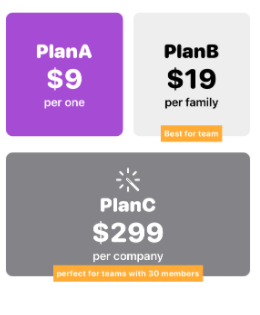 PlanA
$9
per one
PlanB
$19
per family
Best for team
PlanC
$299
per company
perfect for teams with 30 members